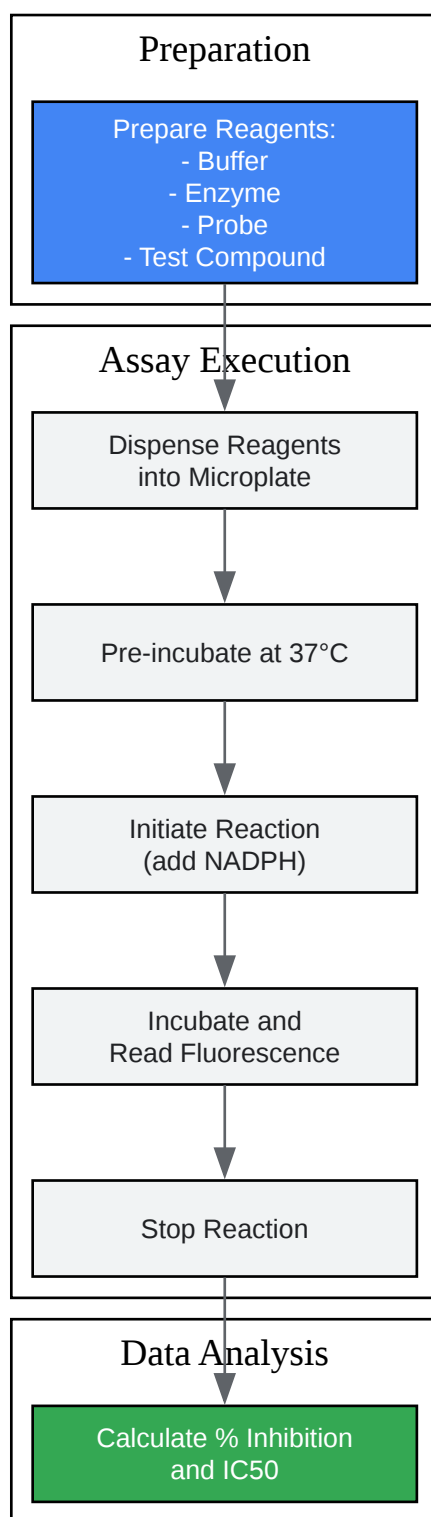 Preparation
Prepare Reagents:
- Buffer
- Enzyme
- Probe
- Test Compound
Assay Execution
Dispense Reagents
into Microplate
Pre-incubate at 37°C
Initiate Reaction
(add NADPH)
Incubate and
Read Fluorescence
Stop Reaction
Data Analysis
Calculate % Inhibition
and IC50